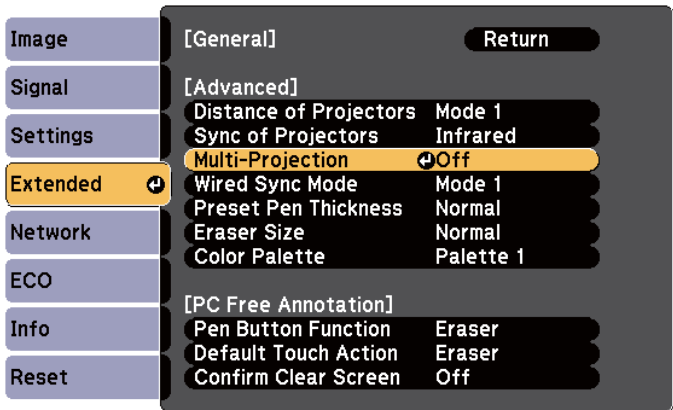 Image
Signal
Settings
Extended
Network
ECO
Info
Reset
[General] Return
[Advanced]
Distance of Projectors Mode 1
Sync of Projectors Infrared
Multi-Projection Off
Wired Sync Mode Mode 1
Preset Pen Thickness Normal
Eraser Size Normal
Color Palette Palette 1
[PC Free Annotation]
Pen Button Function Eraser
Default Touch Action Eraser
Confirm Clear Screen Off